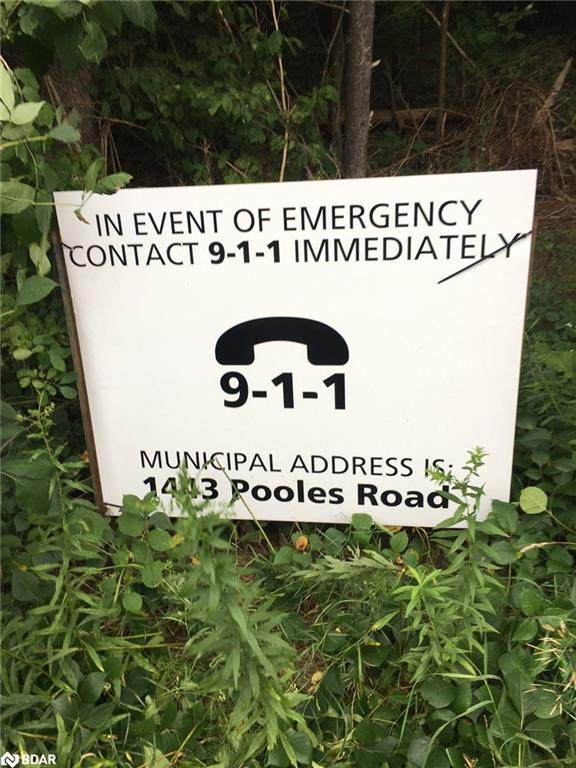 IN EVENT OF EMERGENCY
CONTACT 9-1-1 IMMEDIATELY
9-1-1
MUNICIPAL ADDRESS IS:
Pooles Road
BDAR